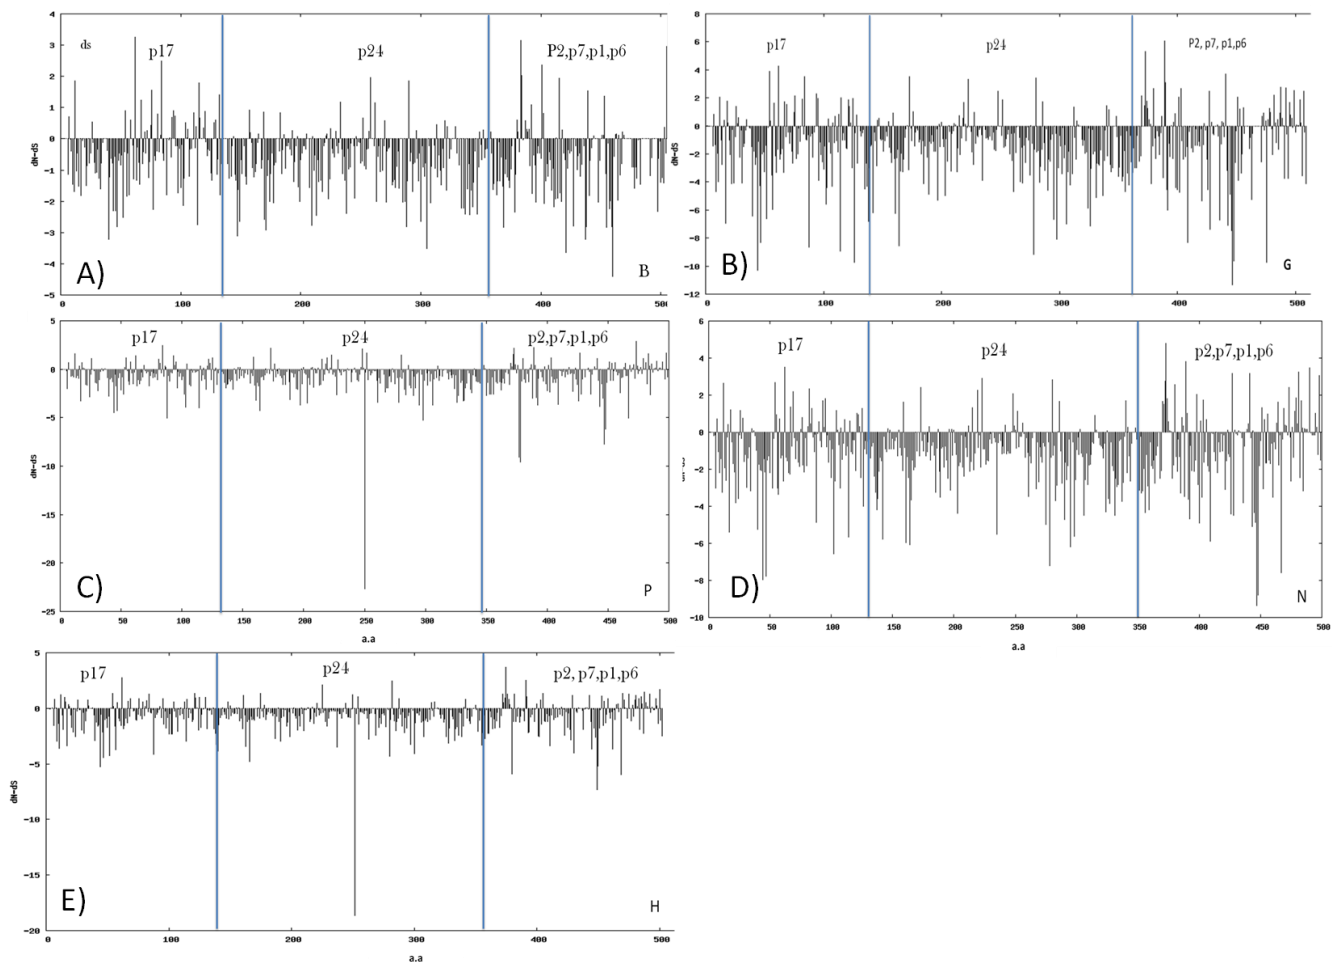 4
3
2
1
0
-1
-2
-3
-4
-5
dN-dS
ds
p17
p24
P2,p7,p1,p6
A)
B
0
100
200
300
400
500
8
6
4
2
0
-2
-4
-6
-8
-10
-12
dN-dS
p17
p24
P2, p7, p1,p6
B)
G
0
100
200
300
400
500
5
0
-5
-10
-15
-20
-25
dN-dS
p17
p24
p2,p7,p1,p6
C)
P
0
50
100
150
200
250
300
350
400
450
500
a.a
6
4
2
0
-2
-4
-6
-8
-10
p17
p24
p2,p7,p1,p6
D)
N
0
50
100
150
200
250
300
350
400
450
500
a.a
5
0
-5
-10
-15
-20
dN-dS
p17
p24
p2, p7,p1,p6
E)
H
0
100
200
300
400
500
a.a